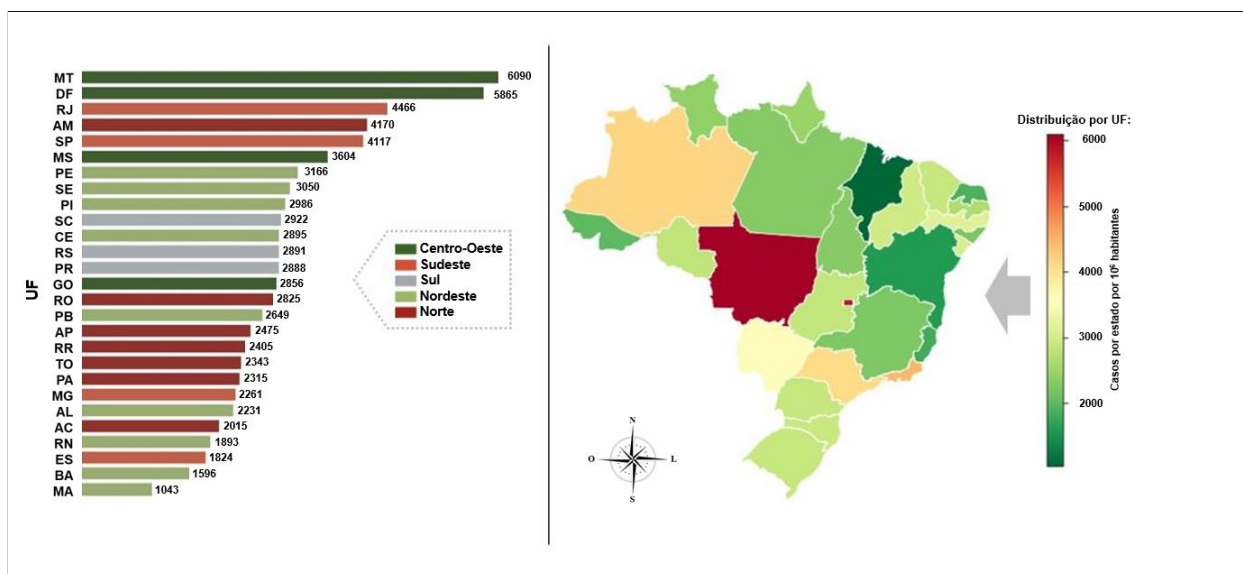 UF
MT 6090
DF 5865
RJ 4466
AM 4170
SP 4117
MS 3604
PE 3166
SE 3050
PI 2986
SC 2922
CE 2895
RS 2891
PR 2888
GO 2856
RO 2825
PB 2649
AP 2475
RR 2405
TO 2343
PA 2315
MG 2261
AL 2231
AC 2015
RN 1893
ES 1824
BA 1596
MA 1043
Centro-Oeste
Sudeste
Sul
Nordeste
Norte
N
O L
S
Distribuição por UF:
6000
5000
4000
3000
2000
Casos por estado por 10⁶ habitantes